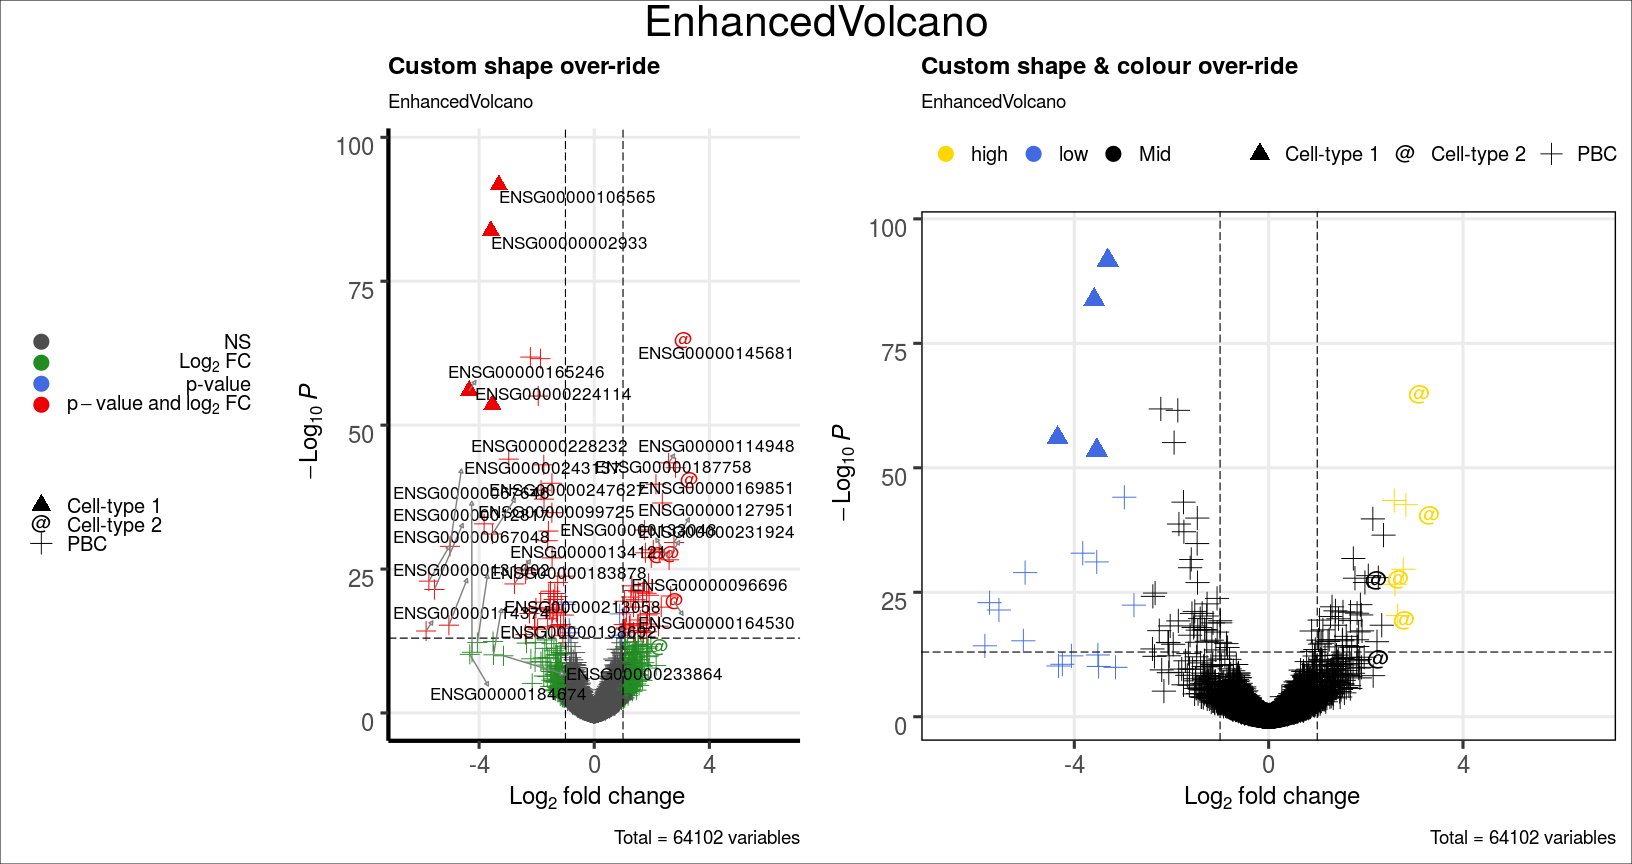 EnhancedVolcano
Custom shape over-ride
EnhancedVolcano
NS
Log2 FC
p-value
p − value and log2 FC
Cell-type 1
@ Cell-type 2
PBC
−Log10 P
100
75
50
25
0
ENSG00000106565
ENSG00000002933
@
ENSG00000145681
ENSG00000165246
ENSG00000224114
ENSG00000228232
ENSG00000114948
ENSG00000187758
@
ENSG00000169851
ENSG00000099725
ENSG00000127951
ENSG00000231924
ENSG00000067048
ENSG00000183878
ENSG00000096696
@
ENSG00000213058
ENSG00000164530
@
ENSG00000233864
ENSG00000184674
-4 0 4
Log2 fold change
Total = 64102 variables
Custom shape & colour over-ride
EnhancedVolcano
high low Mid Cell-type 1 @ Cell-type 2 PBC
−Log10 P
100
75
@
50
@
@ @
25
@
@
0
-4 0 4
Log2 fold change
Total = 64102 variables